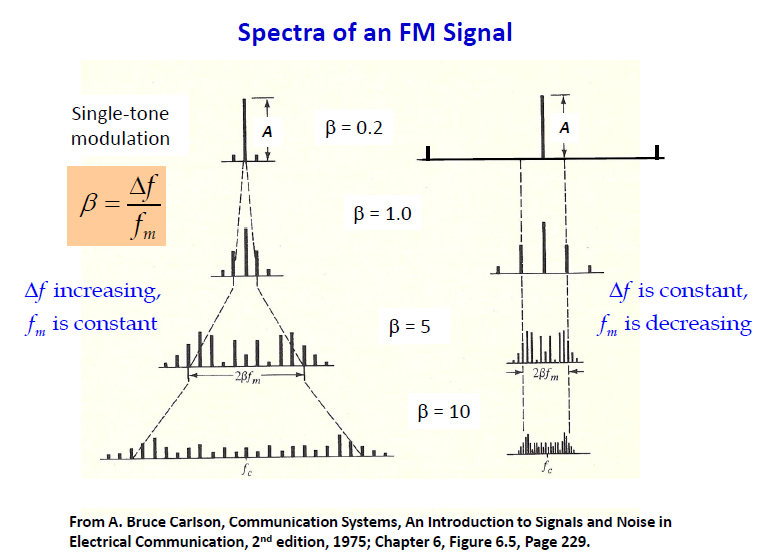 Spectra of an FM Signal
Single-tone
modulation
A
β = 0.2
A
β = Δf / fm
β = 1.0
Δf increasing,
fm is constant
Δf is constant,
fm is decreasing
β = 5
2βfm
2βfm
β = 10
fc
fc
From A. Bruce Carlson, Communication Systems, An Introduction to Signals and Noise in
Electrical Communication, 2nd edition, 1975; Chapter 6, Figure 6.5, Page 229.